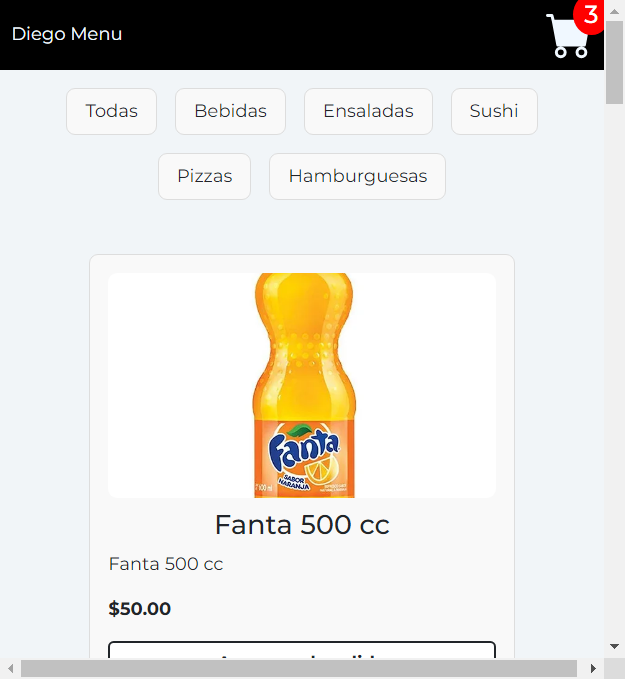 Diego Menu
3
Todas
Bebidas
Ensaladas
Sushi
Pizzas
Hamburguesas
Fanta
SABOR
NARANJA
Fanta 500 cc
Fanta 500 cc
$50.00